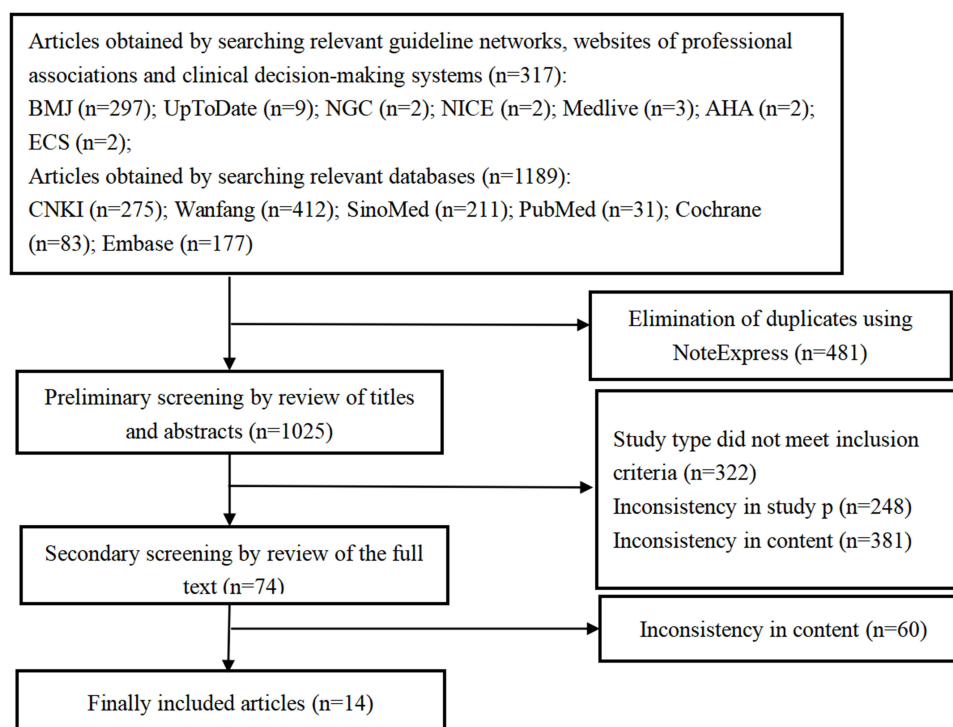 Articles obtained by searching relevant guideline networks, websites of professional
associations and clinical decision-making systems (n=317):
BMJ (n=297); UpToDate (n=9); NGC (n=2); NICE (n=2); Medlive (n=3); AHA (n=2);
ECS (n=2);
Articles obtained by searching relevant databases (n=1189):
CNKI (n=275); Wanfang (n=412); SinoMed (n=211); PubMed (n=31); Cochrane
(n=83); Embase (n=177)
Elimination of duplicates using
NoteExpress (n=481)
Preliminary screening by review of titles
and abstracts (n=1025)
Study type did not meet inclusion
criteria (n=322)
Inconsistency in study p (n=248)
Inconsistency in content (n=381)
Secondary screening by review of the full
text (n=74)
Inconsistency in content (n=60)
Finally included articles (n=14)